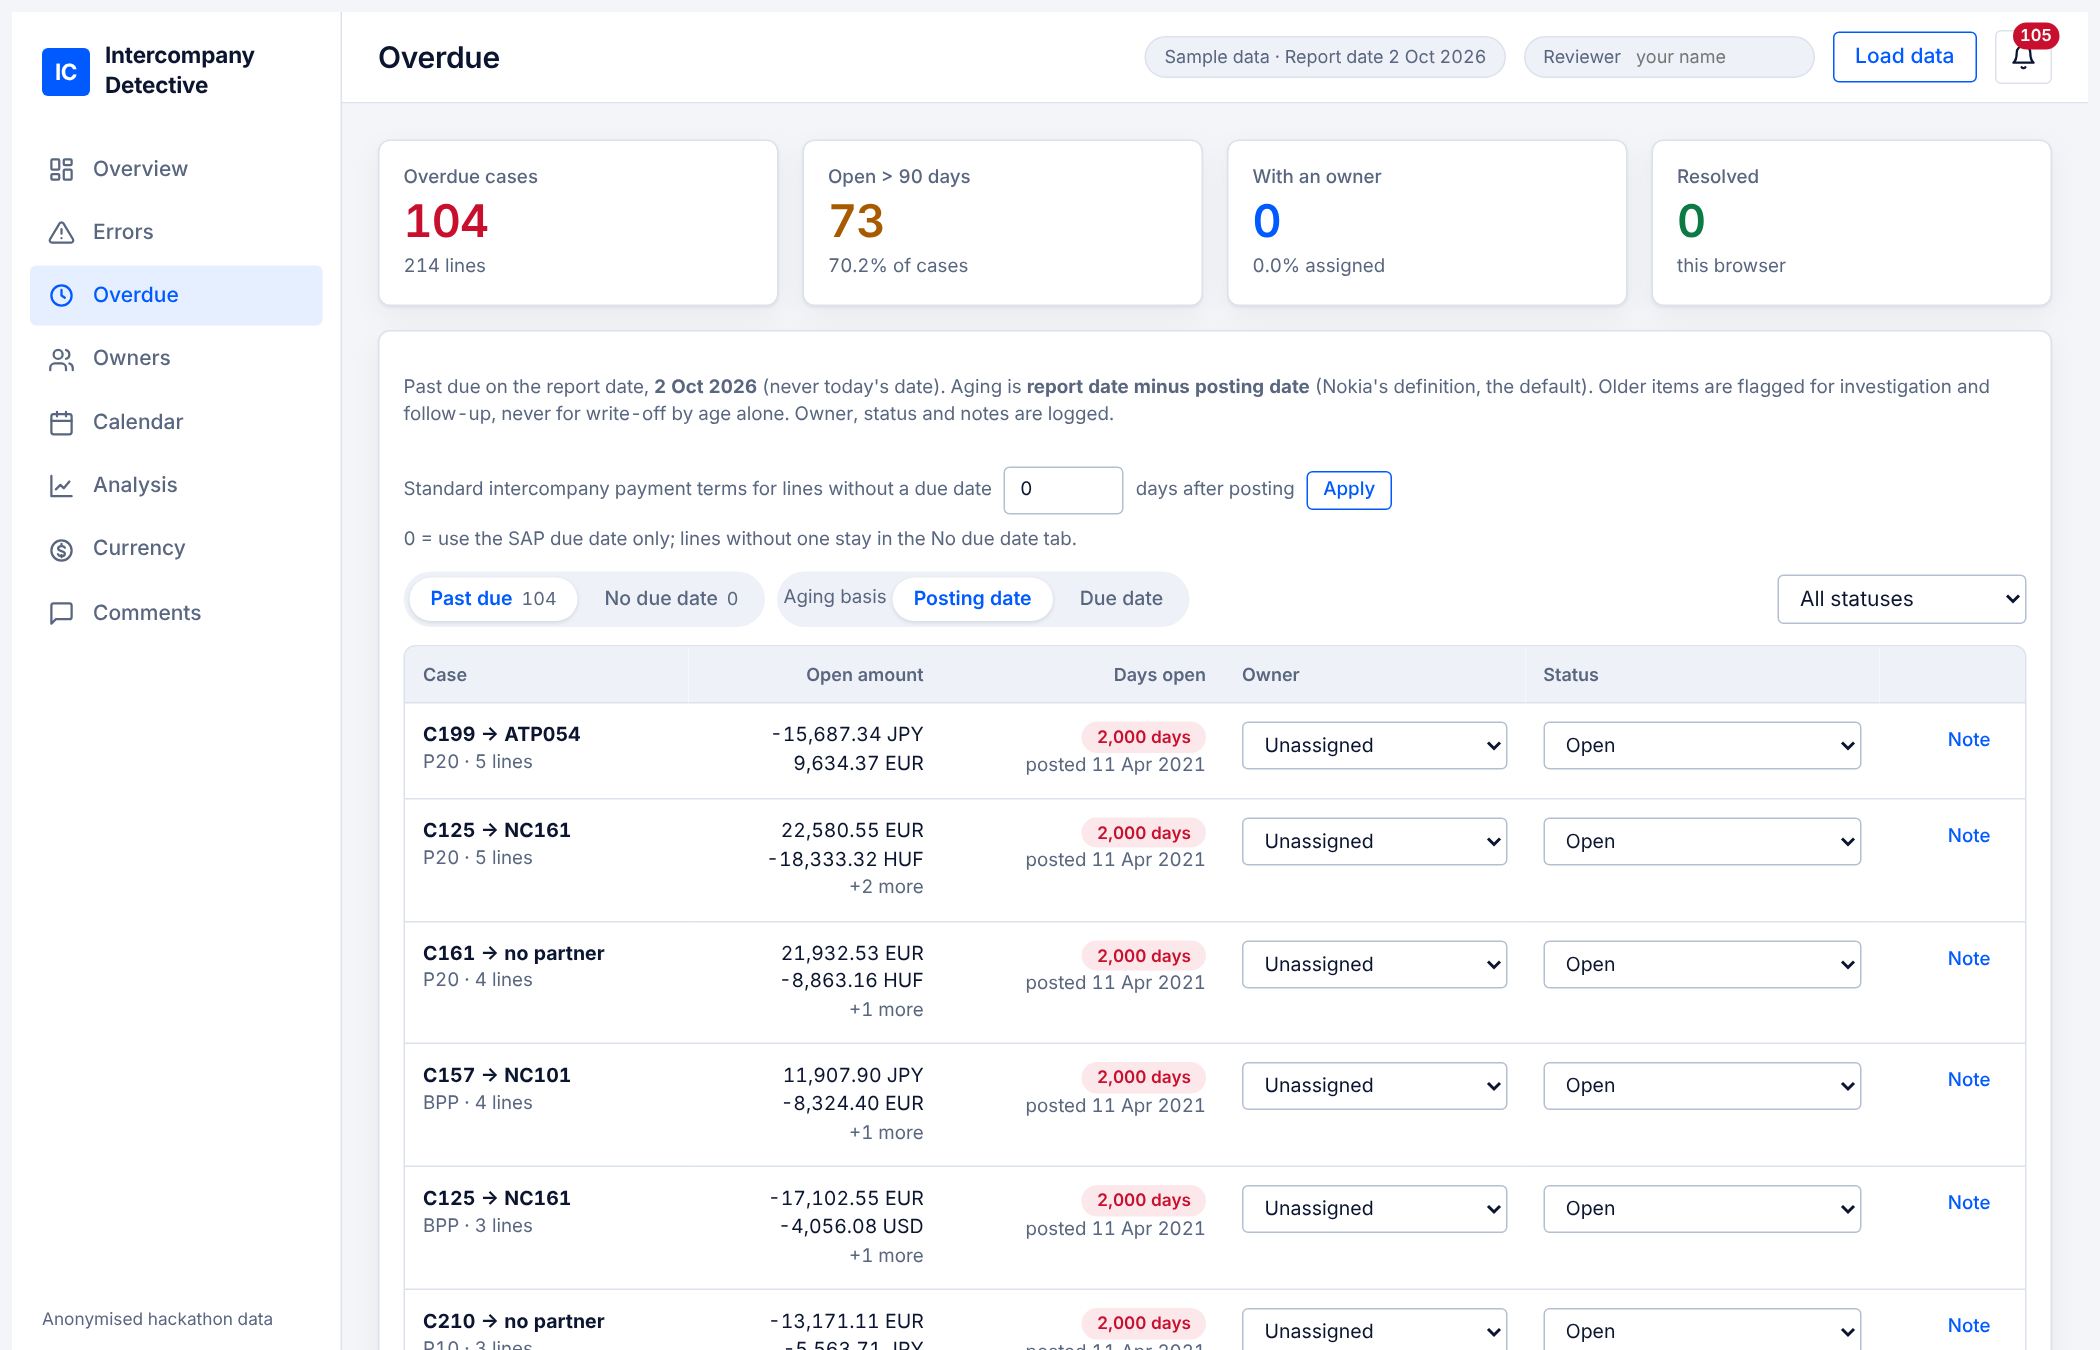 IC
Intercompany
Detective
Overview
Errors
Overdue
Owners
Calendar
Analysis
Currency
Comments
Anonymised hackathon data
Overdue
Sample data · Report date 2 Oct 2026
Reviewer your name
Load data
105
Overdue cases
104
214 lines
Open > 90 days
73
70.2% of cases
With an owner
0
0.0% assigned
Resolved
0
this browser
Past due on the report date, 2 Oct 2026 (never today's date). Aging is report date minus posting date (Nokia's definition, the default). Older items are flagged for investigation and
follow-up, never for write-off by age alone. Owner, status and notes are logged.
Standard intercompany payment terms for lines without a due date 0 days after posting Apply
0 = use the SAP due date only; lines without one stay in the No due date tab.
Past due 104 No due date 0 Aging basis Posting date Due date All statuses
Case Open amount Days open Owner Status
C199 → ATP054 -15,687.34 JPY 2,000 days Unassigned Open Note
P20 · 5 lines 9,634.37 EUR posted 11 Apr 2021
C125 → NC161 22,580.55 EUR 2,000 days Unassigned Open Note
P20 · 5 lines -18,333.32 HUF posted 11 Apr 2021
+2 more
C161 → no partner 21,932.53 EUR 2,000 days Unassigned Open Note
P20 · 4 lines -8,863.16 HUF posted 11 Apr 2021
+1 more
C157 → NC101 11,907.90 JPY 2,000 days Unassigned Open Note
BPP · 4 lines -8,324.40 EUR posted 11 Apr 2021
+1 more
C125 → NC161 -17,102.55 EUR 2,000 days Unassigned Open Note
BPP · 3 lines -4,056.08 USD posted 11 Apr 2021
+1 more
C210 → no partner -13,171.11 EUR 2,000 days Unassigned Open Note
P10 · 3 lines -5,563.71 JPY posted 11 Apr 2021